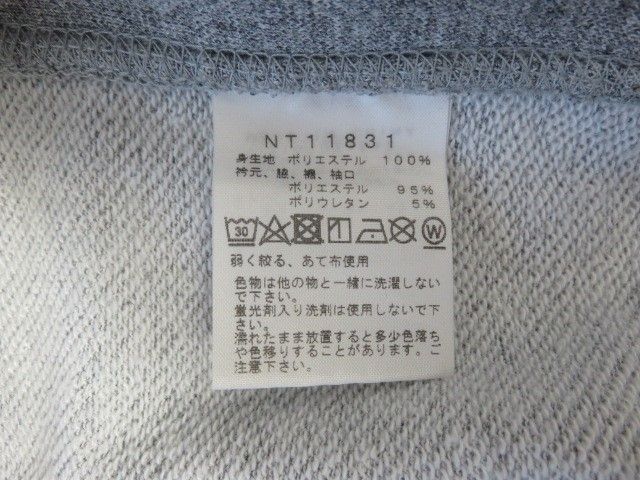 NT11831
身生地 ポリエステル 100%
衿元、脇、裾、袖口
ポリエステル 95%
ポリウレタン 5%
30 W
弱く絞る、あて布使用
色物は他の物と一緒に洗濯しない
で下さい。
蛍光剤入り洗剤は使用しないで下
さい。
濡れたまま放置すると多少色落ち
や色移りすることがあります。ご
注意下さい。